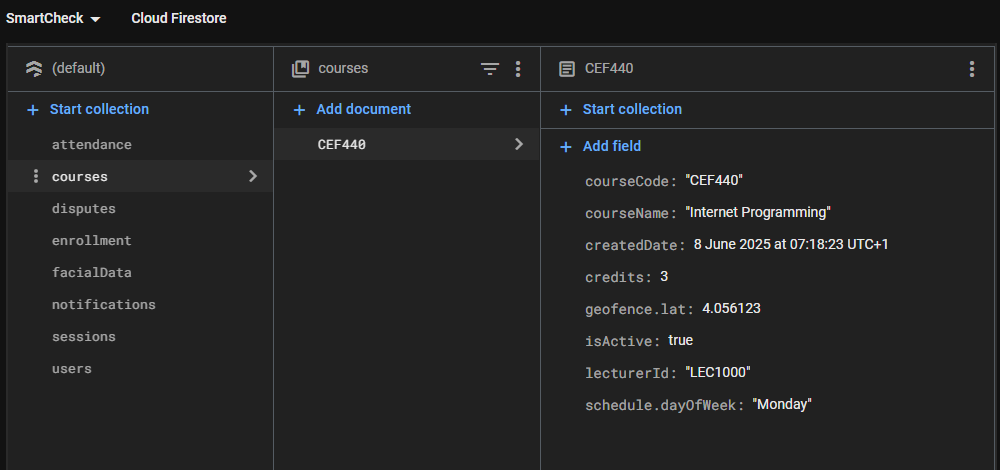 SmartCheck Cloud Firestore
(default)
Start collection
attendance
courses
disputes
enrollment
facialData
notifications
sessions
users
courses
Add document
CEF440
CEF440
Start collection
Add field
courseCode: "CEF440"
courseName: "Internet Programming"
createdDate: 8 June 2025 at 07:18:23 UTC+1
credits: 3
geofence.lat: 4.056123
isActive: true
lecturerId: "LEC1000"
schedule.dayOfWeek: "Monday"